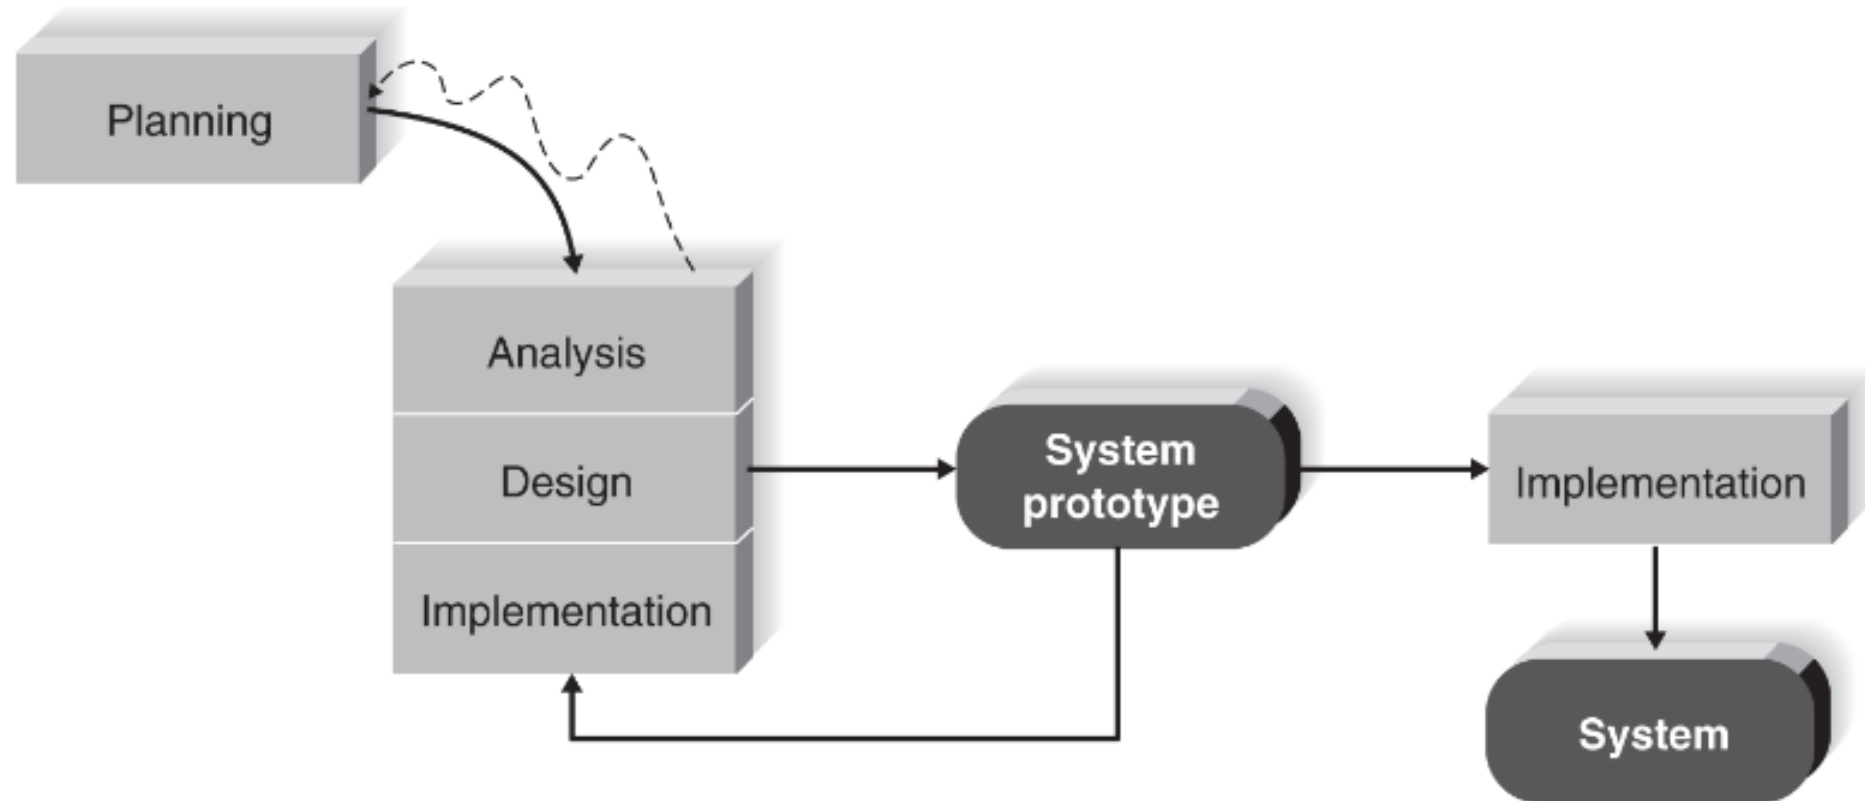 Planning
Analysis
Design
Implementation
System
prototype
Implementation
System